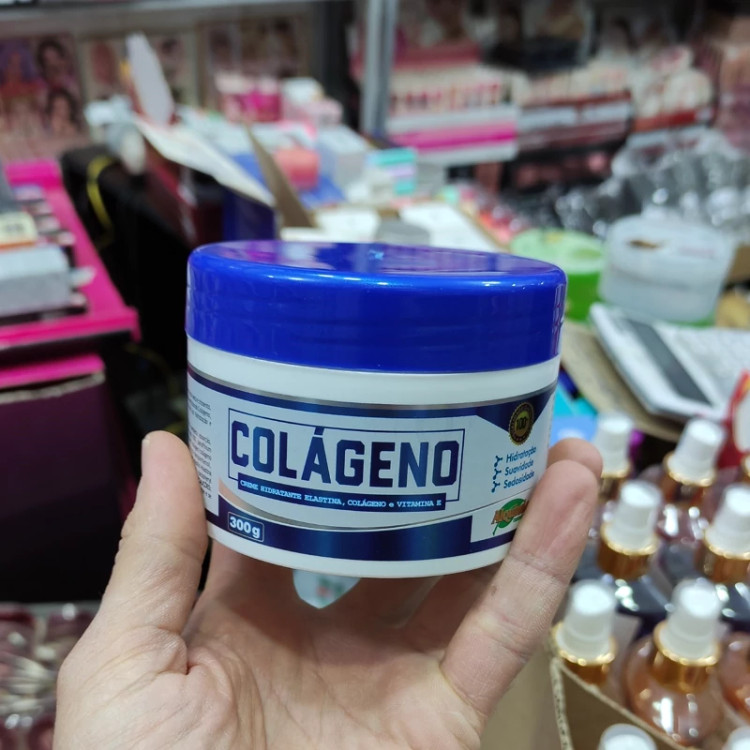 COLÁGENO
CREME HIDRATANTE ELASTINA, COLÁGENO e VITAMINA E
300g
Hidratação
Suavidade
Sedosidade